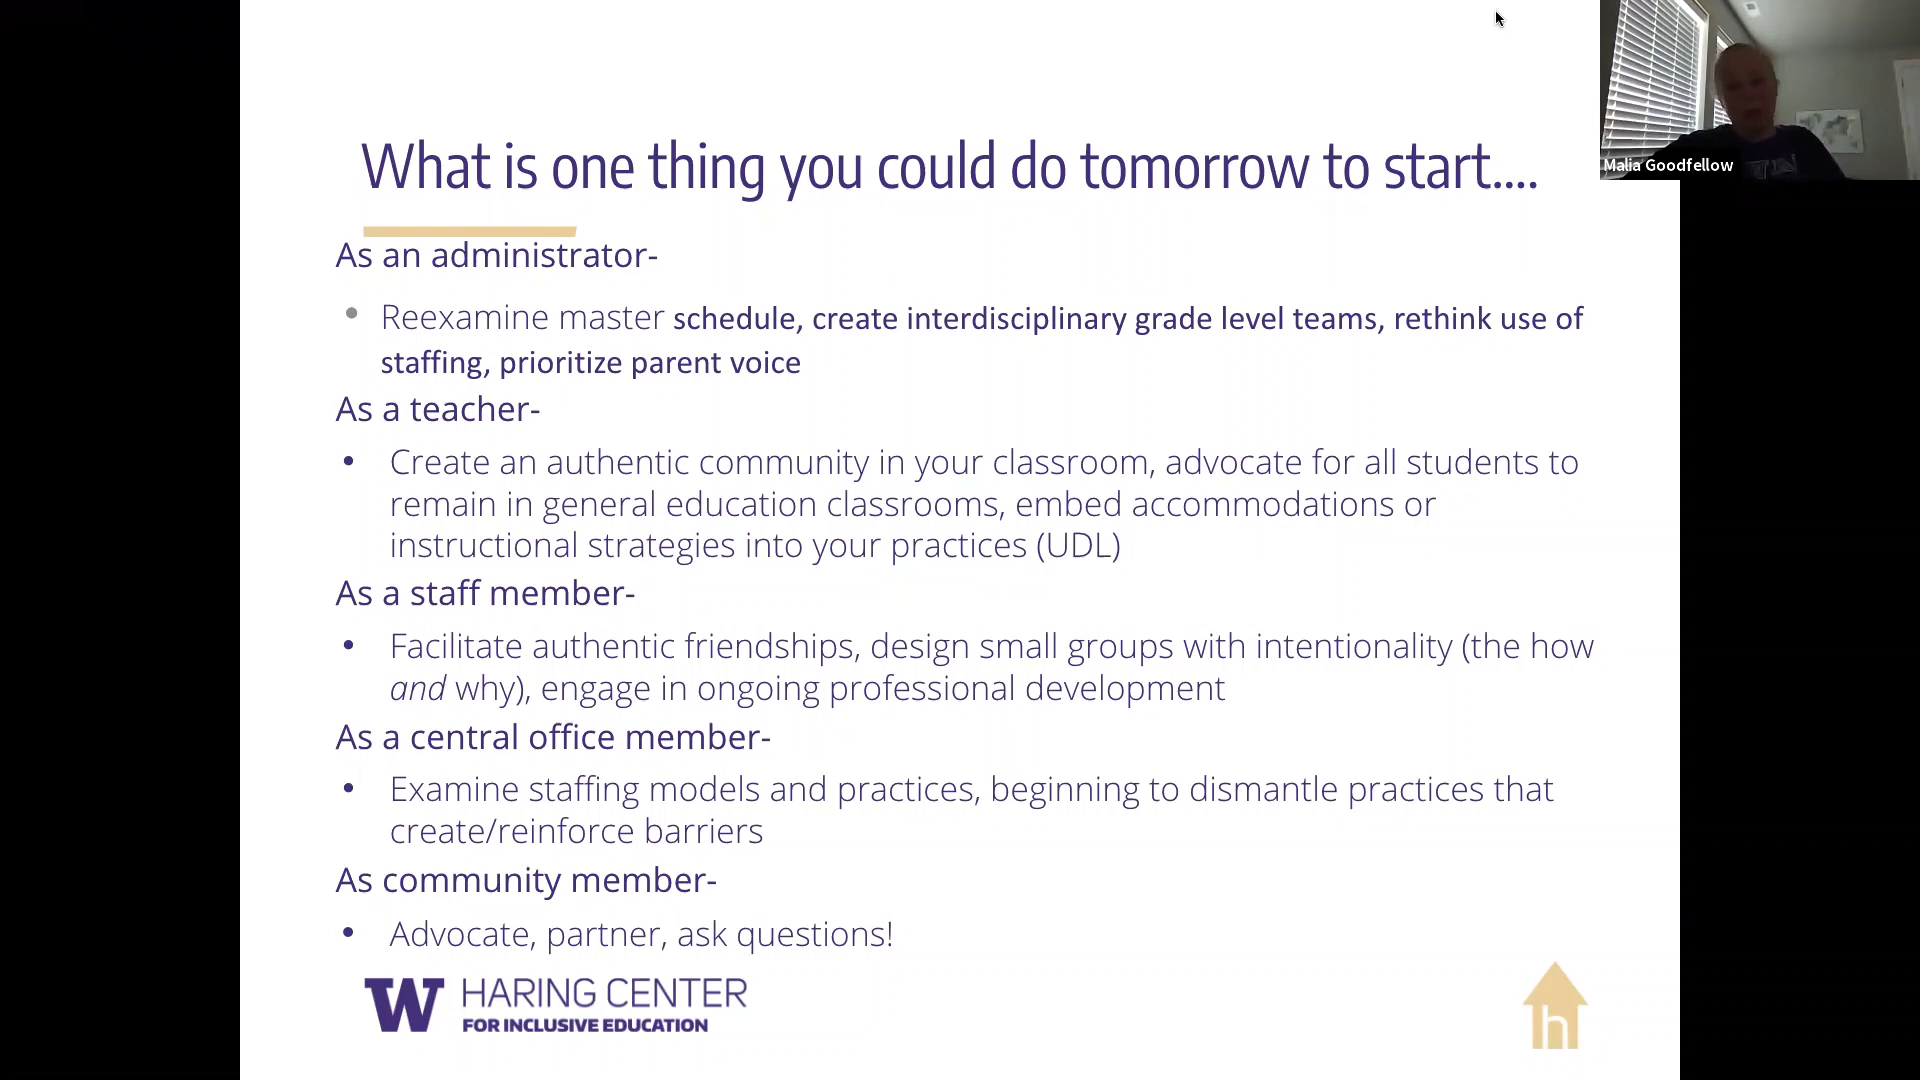 What is one thing you could do tomorrow to start....
Malia Goodfellow
As an administrator-
• Reexamine master schedule, create interdisciplinary grade level teams, rethink use of
staffing, prioritize parent voice
As a teacher-
• Create an authentic community in your classroom, advocate for all students to
remain in general education classrooms, embed accommodations or
instructional strategies into your practices (UDL)
As a staff member-
• Facilitate authentic friendships, design small groups with intentionality (the how
and why), engage in ongoing professional development
As a central office member-
• Examine staffing models and practices, beginning to dismantle practices that
create/reinforce barriers
As community member-
• Advocate, partner, ask questions!
W HARING CENTER
FOR INCLUSIVE EDUCATION
h